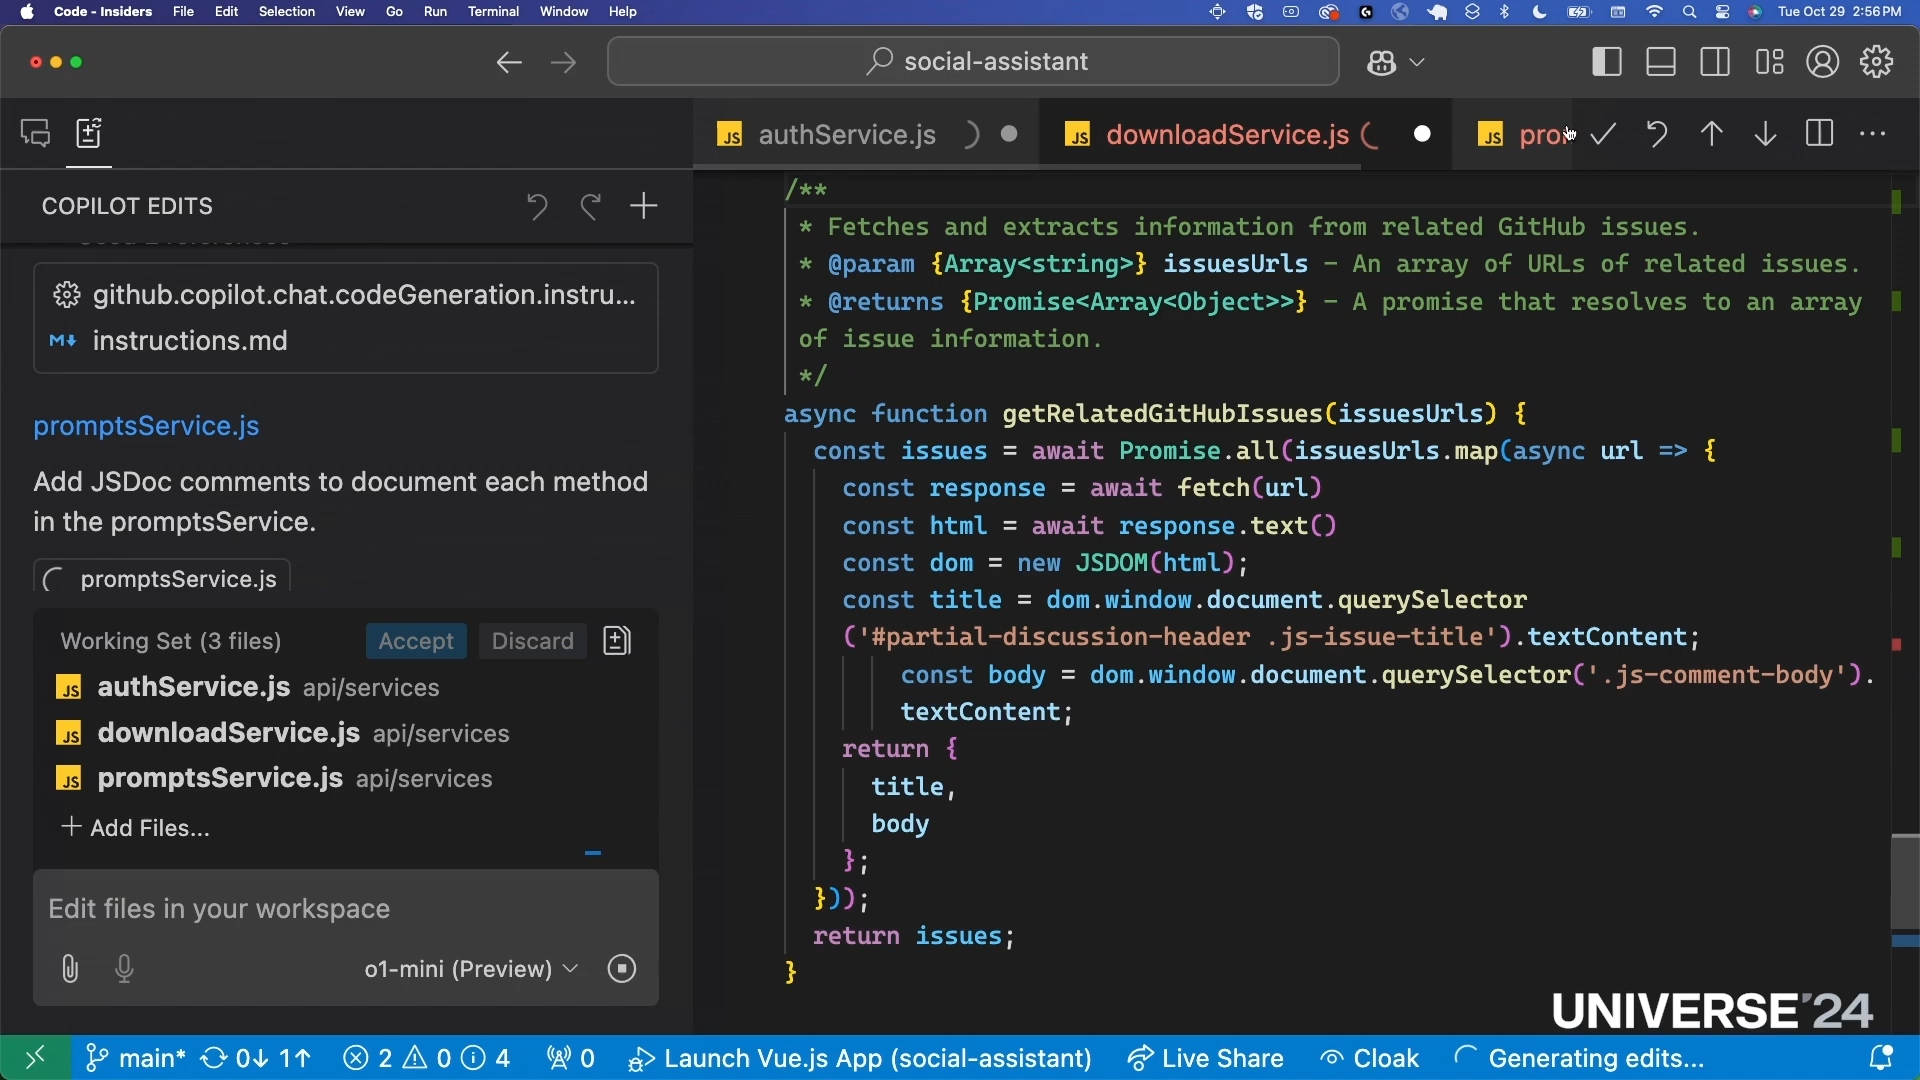 Code - Insiders File Edit Selection View Go Run Terminal Window Help Tue Oct 29 2:56 PM
social-assistant
authService.js downloadService.js
COPILOT EDITS
github.copilot.chat.codeGeneration.instru...
instructions.md
promptsService.js
Add JSDoc comments to document each method
in the promptsService.
promptsService.js
Working Set (3 files) Accept Discard
authService.js api/services
downloadService.js api/services
promptsService.js api/services
+ Add Files...
Edit files in your workspace
o1-mini (Preview)
/**
* Fetches and extracts information from related GitHub issues.
* @param {Array<string>} issuesUrls - An array of URLs of related issues.
* @returns {Promise<Array<Object>>} - A promise that resolves to an array
of issue information.
*/
async function getRelatedGitHubIssues(issuesUrls) {
const issues = await Promise.all(issuesUrls.map(async url => {
const response = await fetch(url)
const html = await response.text()
const dom = new JSDOM(html);
const title = dom.window.document.querySelector
('#partial-discussion-header .js-issue-title').textContent;
const body = dom.window.document.querySelector('.js-comment-body').
textContent;
return {
title,
body
};
}));
return issues;
}
UNIVERSE'24
main* 0↓ 1↑ 2 0 4 0 Launch Vue.js App (social-assistant) Live Share Cloak Generating edits...